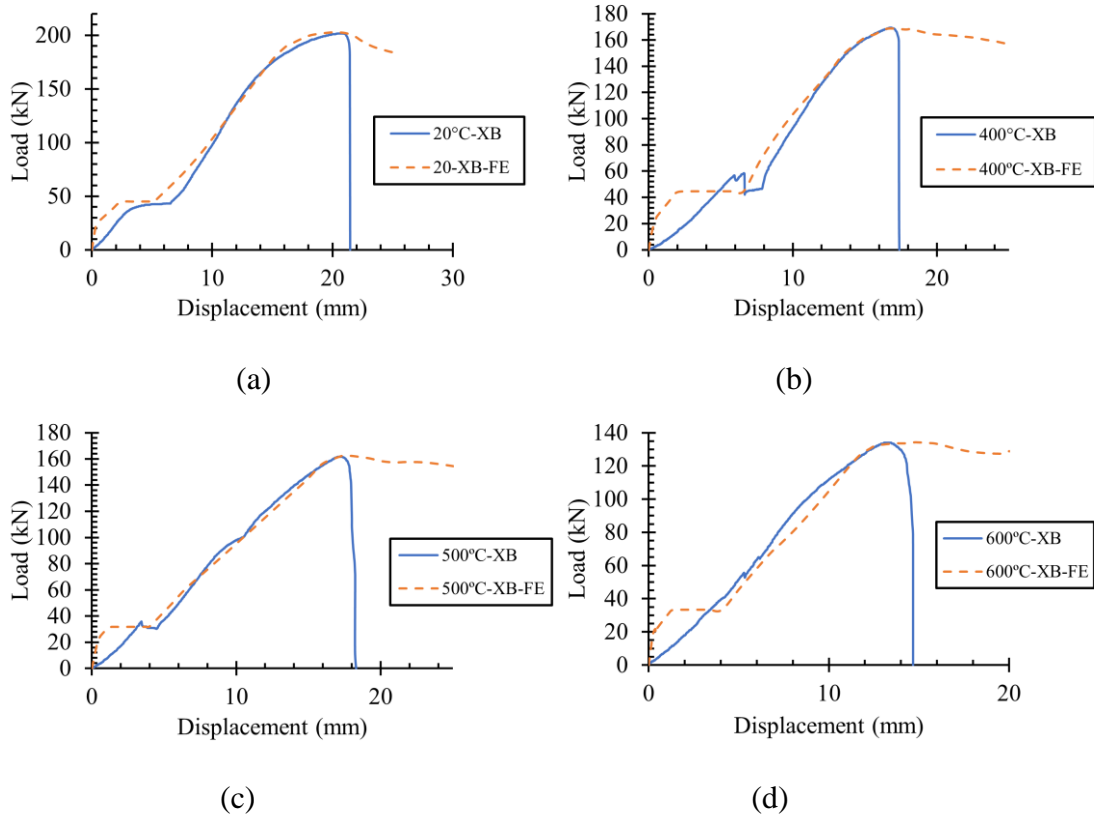 200
150
100
50
0
Load (kN)
0 10 20 30
Displacement (mm)
20°C-XB
20-XB-FE
(a)
180
160
140
120
100
80
60
40
20
0
Load (kN)
0 10 20
Displacement (mm)
400°C-XB
400ºC-XB-FE
(b)
180
160
140
120
100
80
60
40
20
0
Load (kN)
0 10 20
Displacement (mm)
500ºC-XB
500ºC-XB-FE
(c)
140
120
100
80
60
40
20
0
Load (kN)
0 10 20
Displacement (mm)
600ºC-XB
600ºC-XB-FE
(d)